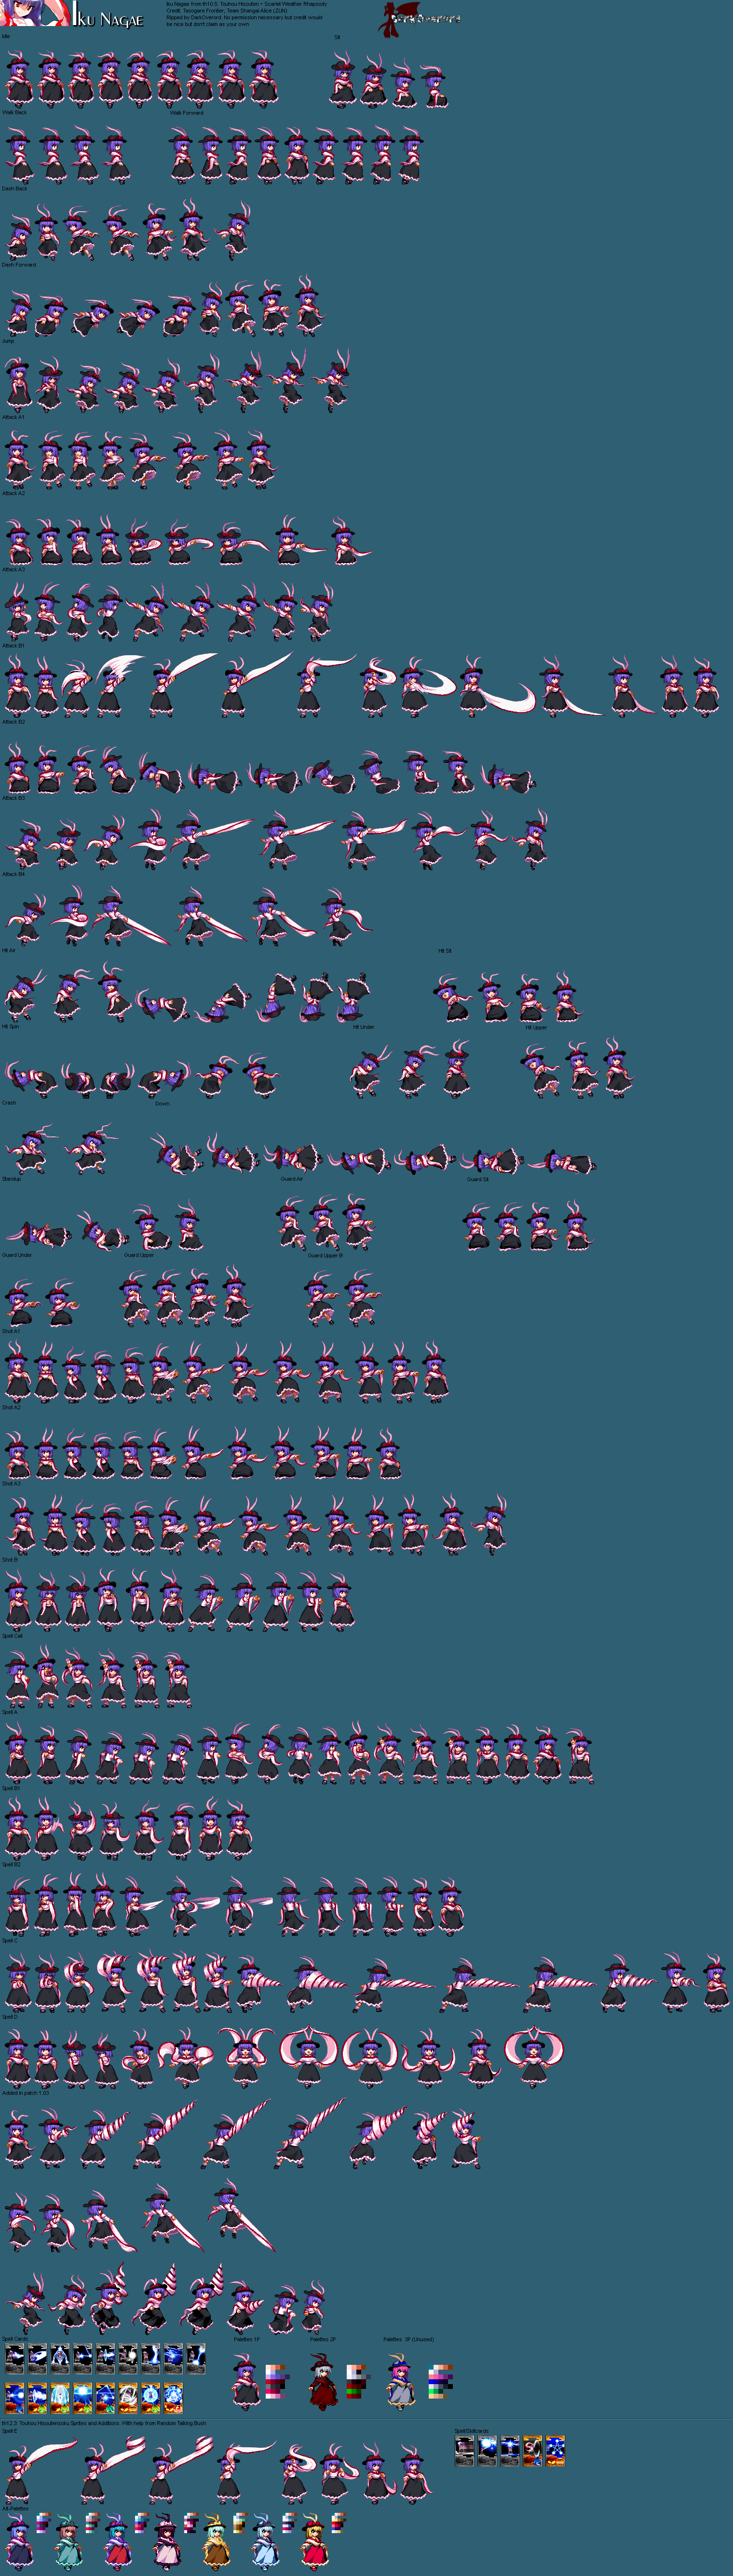 Iku Nagae
Iku Nagae from th10.5: Touhou Hisouten ~ Scarlet Weather Rhapsody
Credit: Tasogare Frontier, Team Shangai Alice (ZUN)
Ripped by DarkOverord. No permission necessary but credit would
be nice but don't claim as your own
DarkOverord
Idle
Sit
Walk Back
Walk Forward
Dash Back
Dash Forward
Jump
Attack A1
Attack A2
Attack A3
Attack B1
Attack B2
Attack B3
Attack B4
Hit Air
Hit Sit
Hit Spin
Hit Under
Hit Upper
Crash
Down
Standup
Guard Air
Guard Sit
Guard Under
Guard Upper
Guard Upper B
Shot A1
Shot A2
Shot A3
Shot B
Spell Call
Spell A
Spell B1
Spell B2
Spell C
Spell D
Added in patch 1.03
Spell Cards
Palettes 1P
Palettes 2P
Palettes 3P (Unused)
th12.3: Touhou Hisoutensoku Sprites and Additions. With help from Random Talking Bush
Spell E
Spell/Skillcards
Alt-Palettes